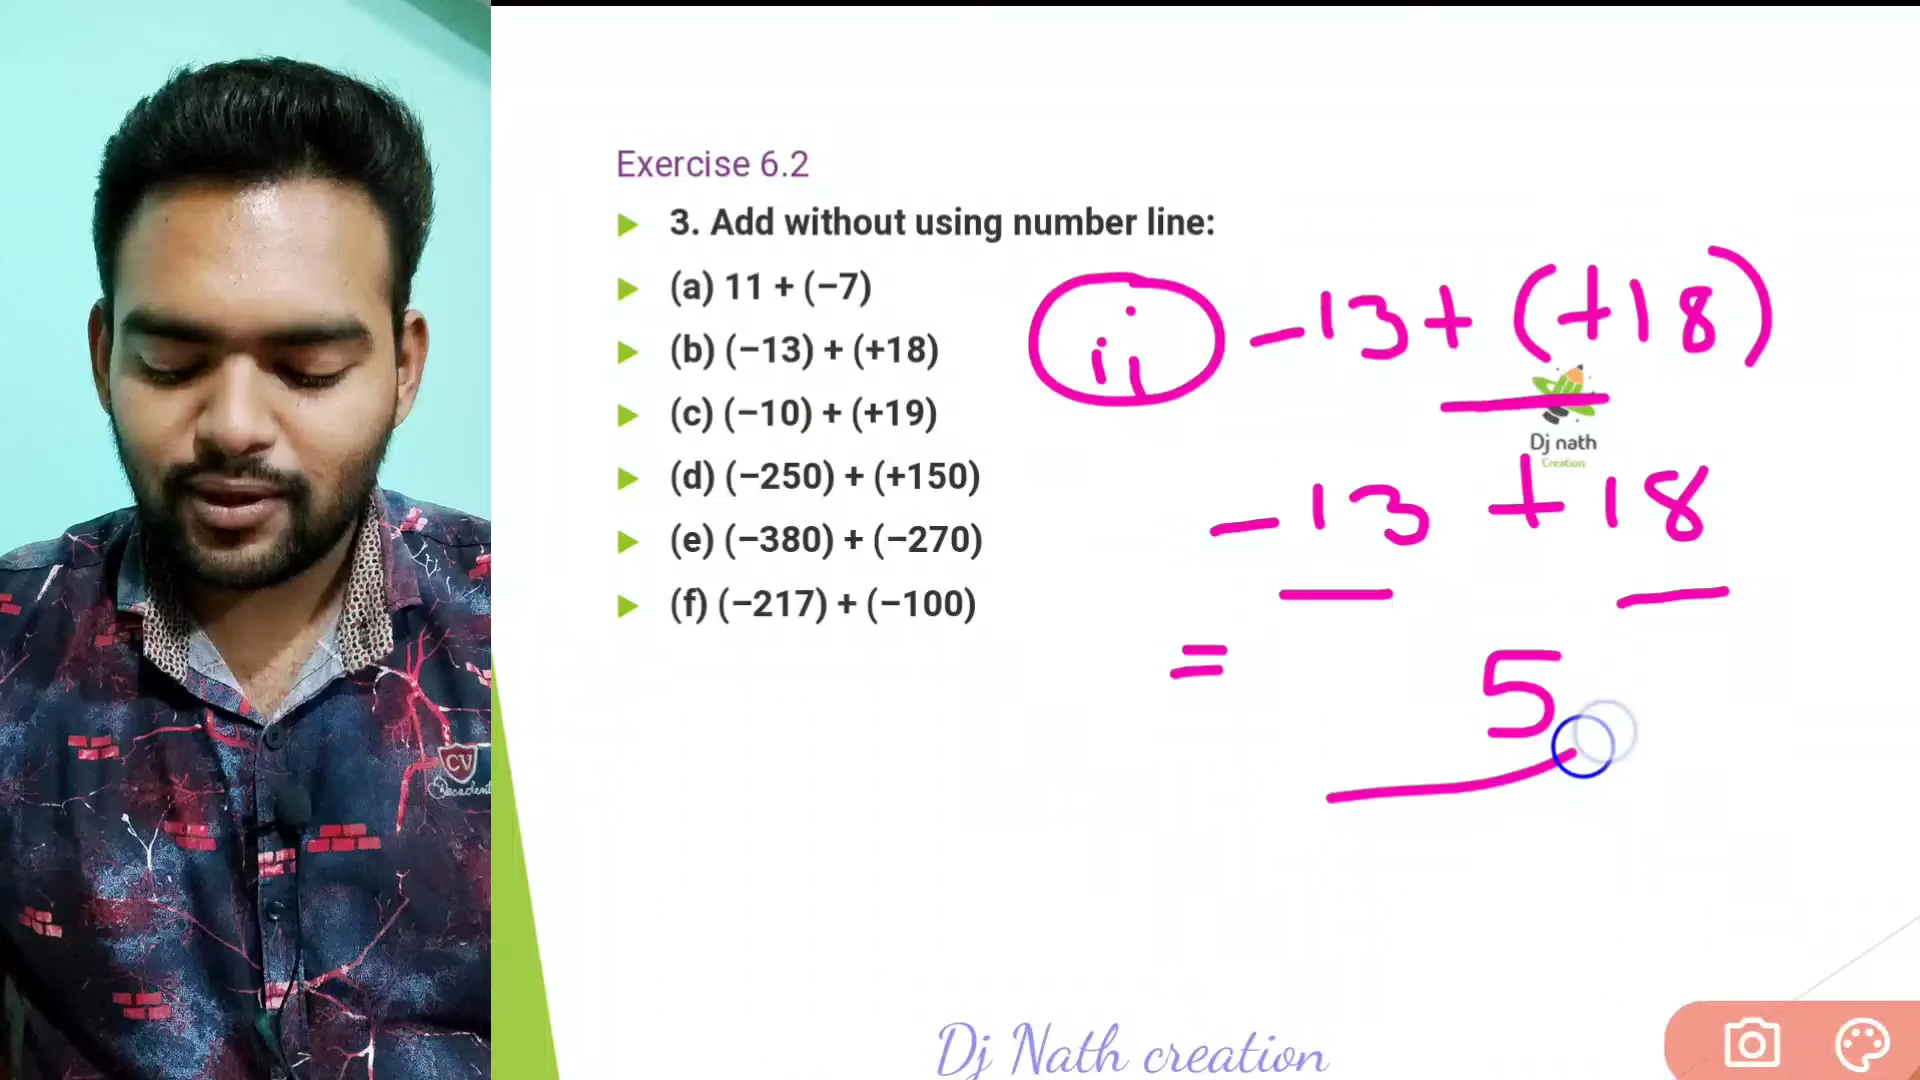 Exercise 6.2
3. Add without using number line:
(a) 11 + (−7)
(b) (−13) + (+18)
(c) (−10) + (+19)
(d) (−250) + (+150)
(e) (−380) + (−270)
(f) (−217) + (−100)
ii −13 + (+18)
Dj nath
Creation
−13 +18
= 5
CV
Dj Nath creation